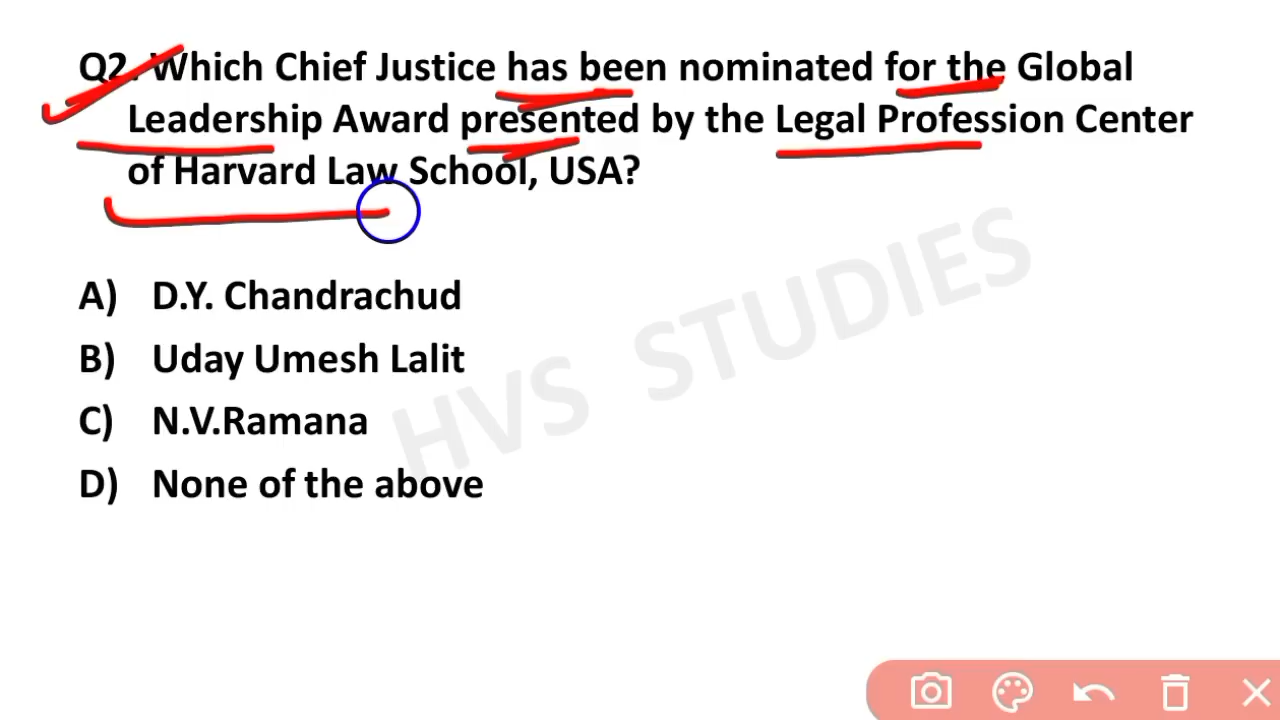 Q2. Which Chief Justice has been nominated for the Global
Leadership Award presented by the Legal Profession Center
of Harvard Law School, USA?
A) D.Y. Chandrachud
B) Uday Umesh Lalit
C) N.V.Ramana
D) None of the above
HVS STUDIES